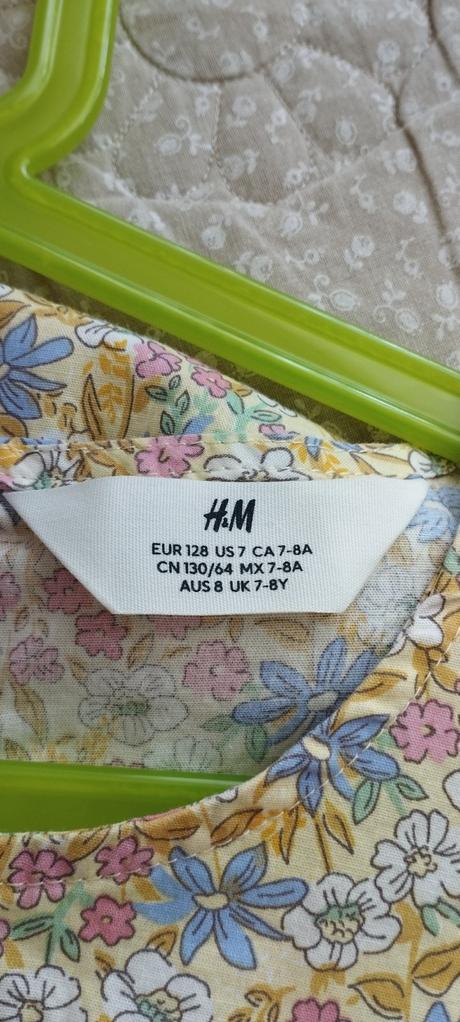 H&M
EUR 128 US 7 CA 7-8A
CN 130/64 MX 7-8A
AUS 8 UK 7-8Y